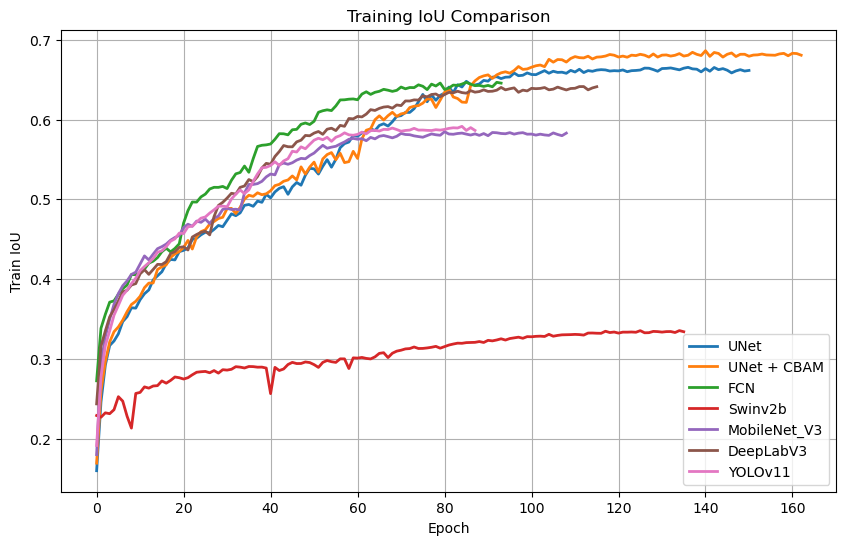 Training IoU Comparison
0.7
0.6
0.5
0.4
0.3
0.2
Train IoU
0 20 40 60 80 100 120 140 160
Epoch
UNet
UNet + CBAM
FCN
Swinv2b
MobileNet_V3
DeepLabV3
YOLOv11